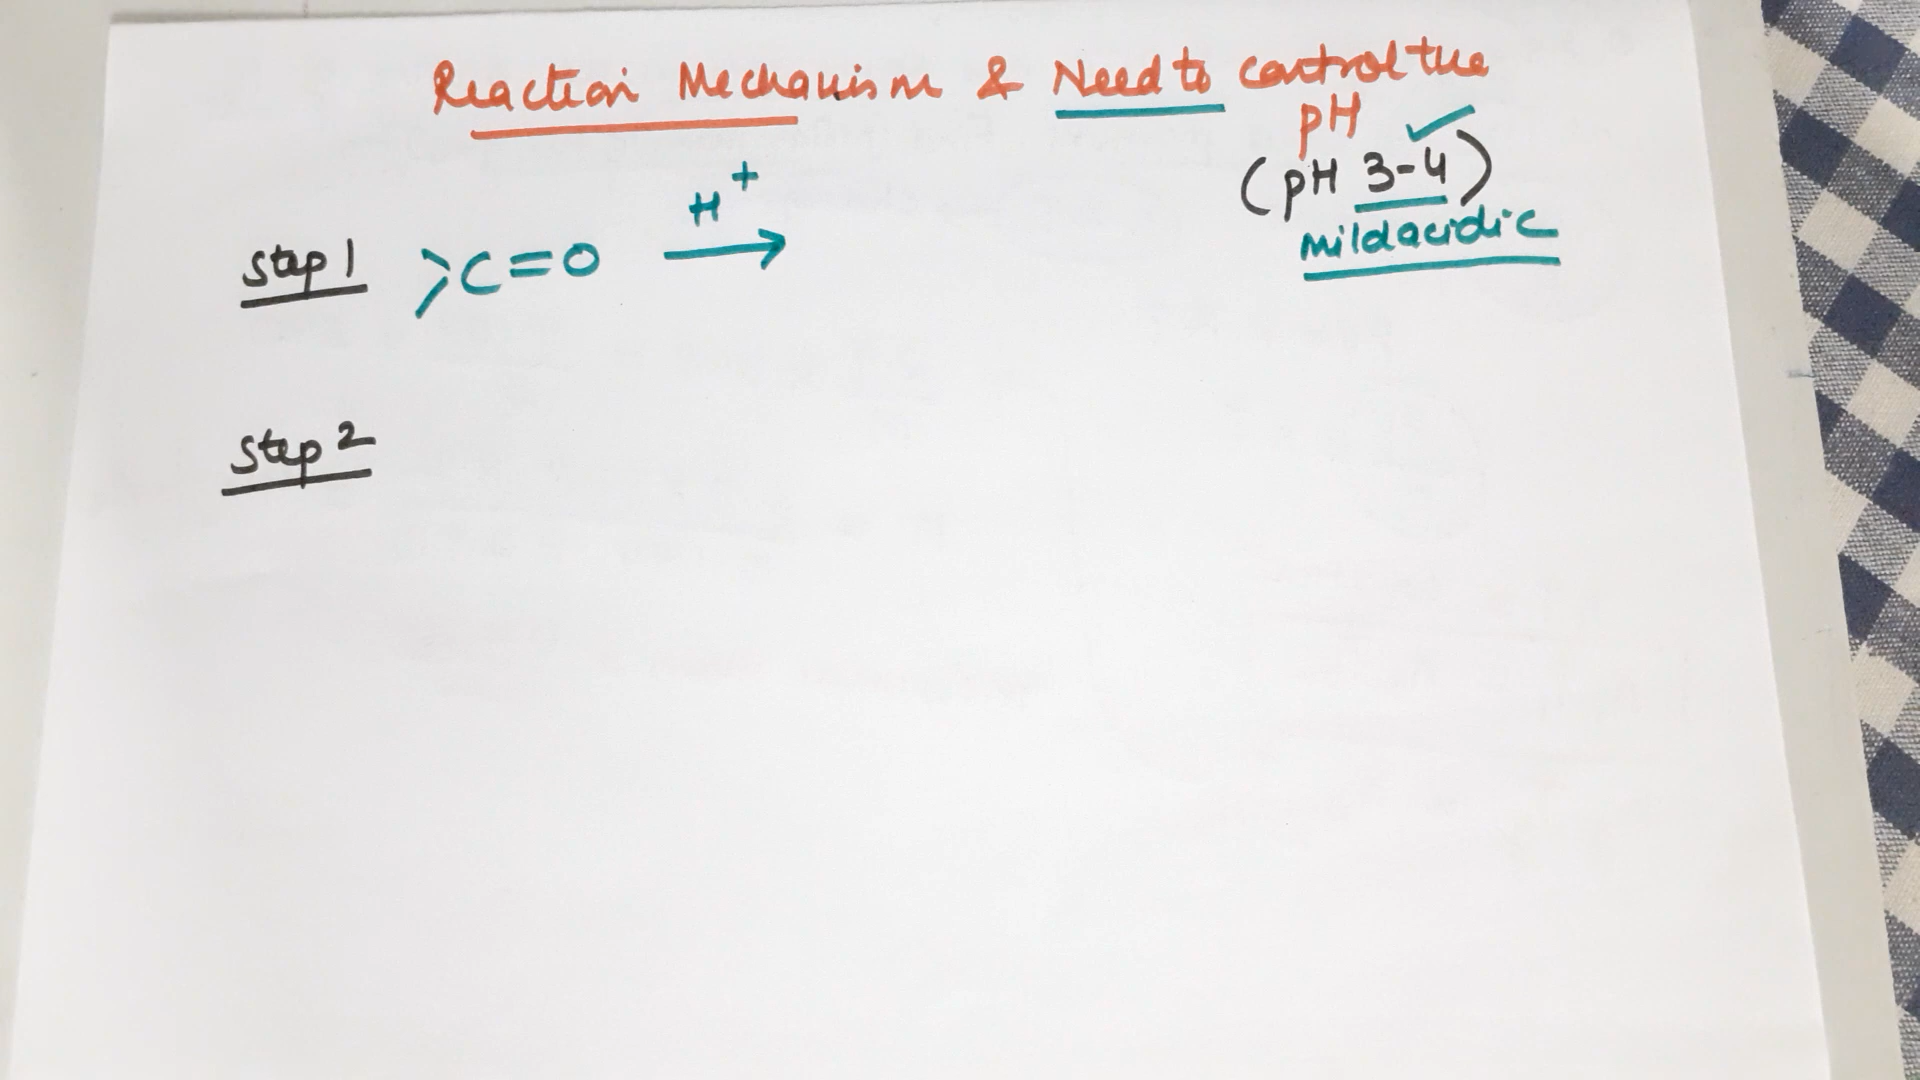 Reaction Mechanism & Need to control the
pH
(pH 3-4) ✓
mild acidic
Step 1 >C=O H⁺ →
Step 2